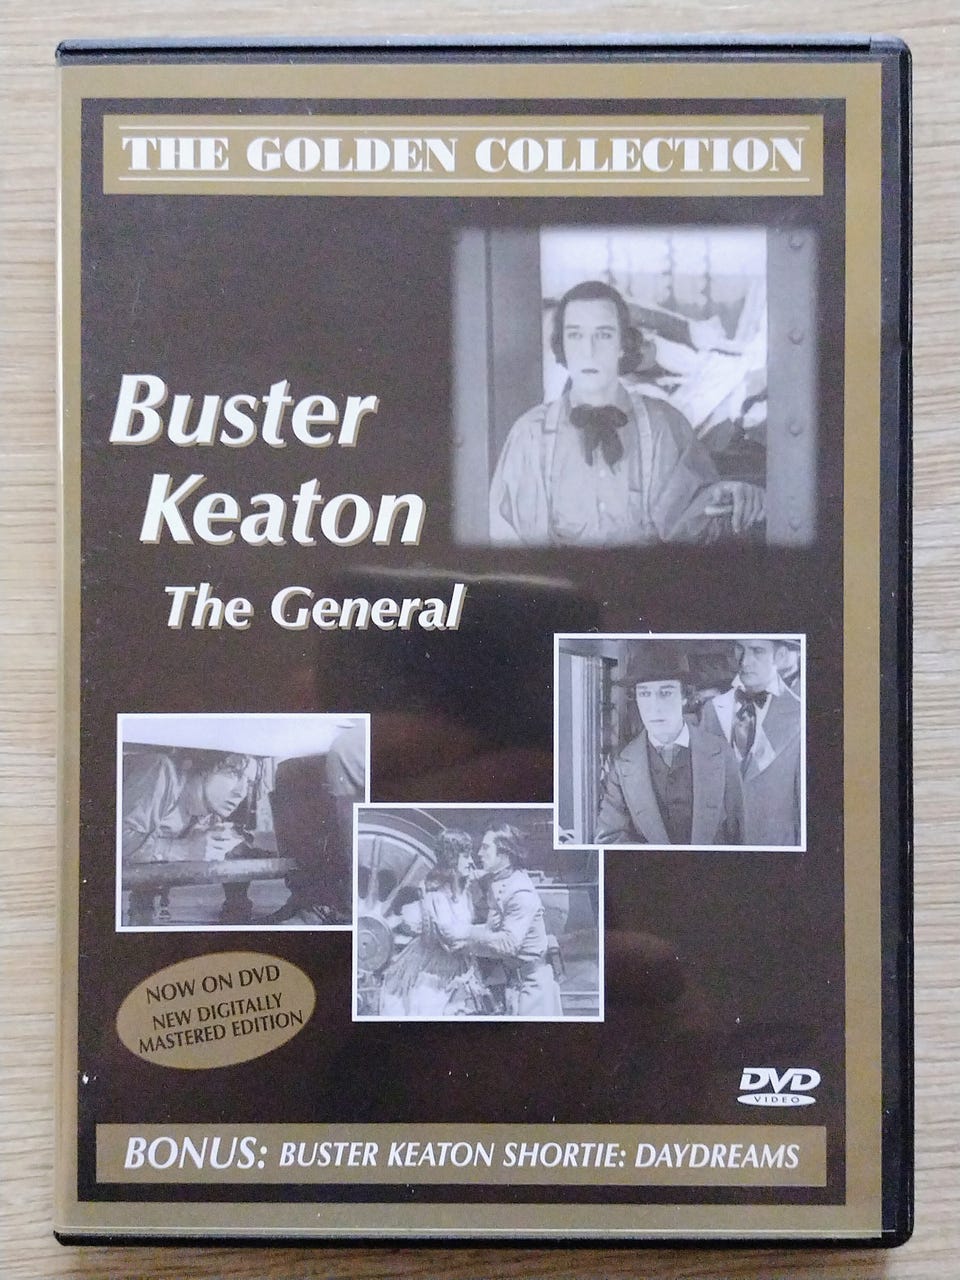 THE GOLDEN COLLECTION
Buster
Keaton
The General
NOW ON DVD
NEW DIGITALLY
MASTERED EDITION
DVD
VIDEO
BONUS: BUSTER KEATON SHORTIE: DAYDREAMS